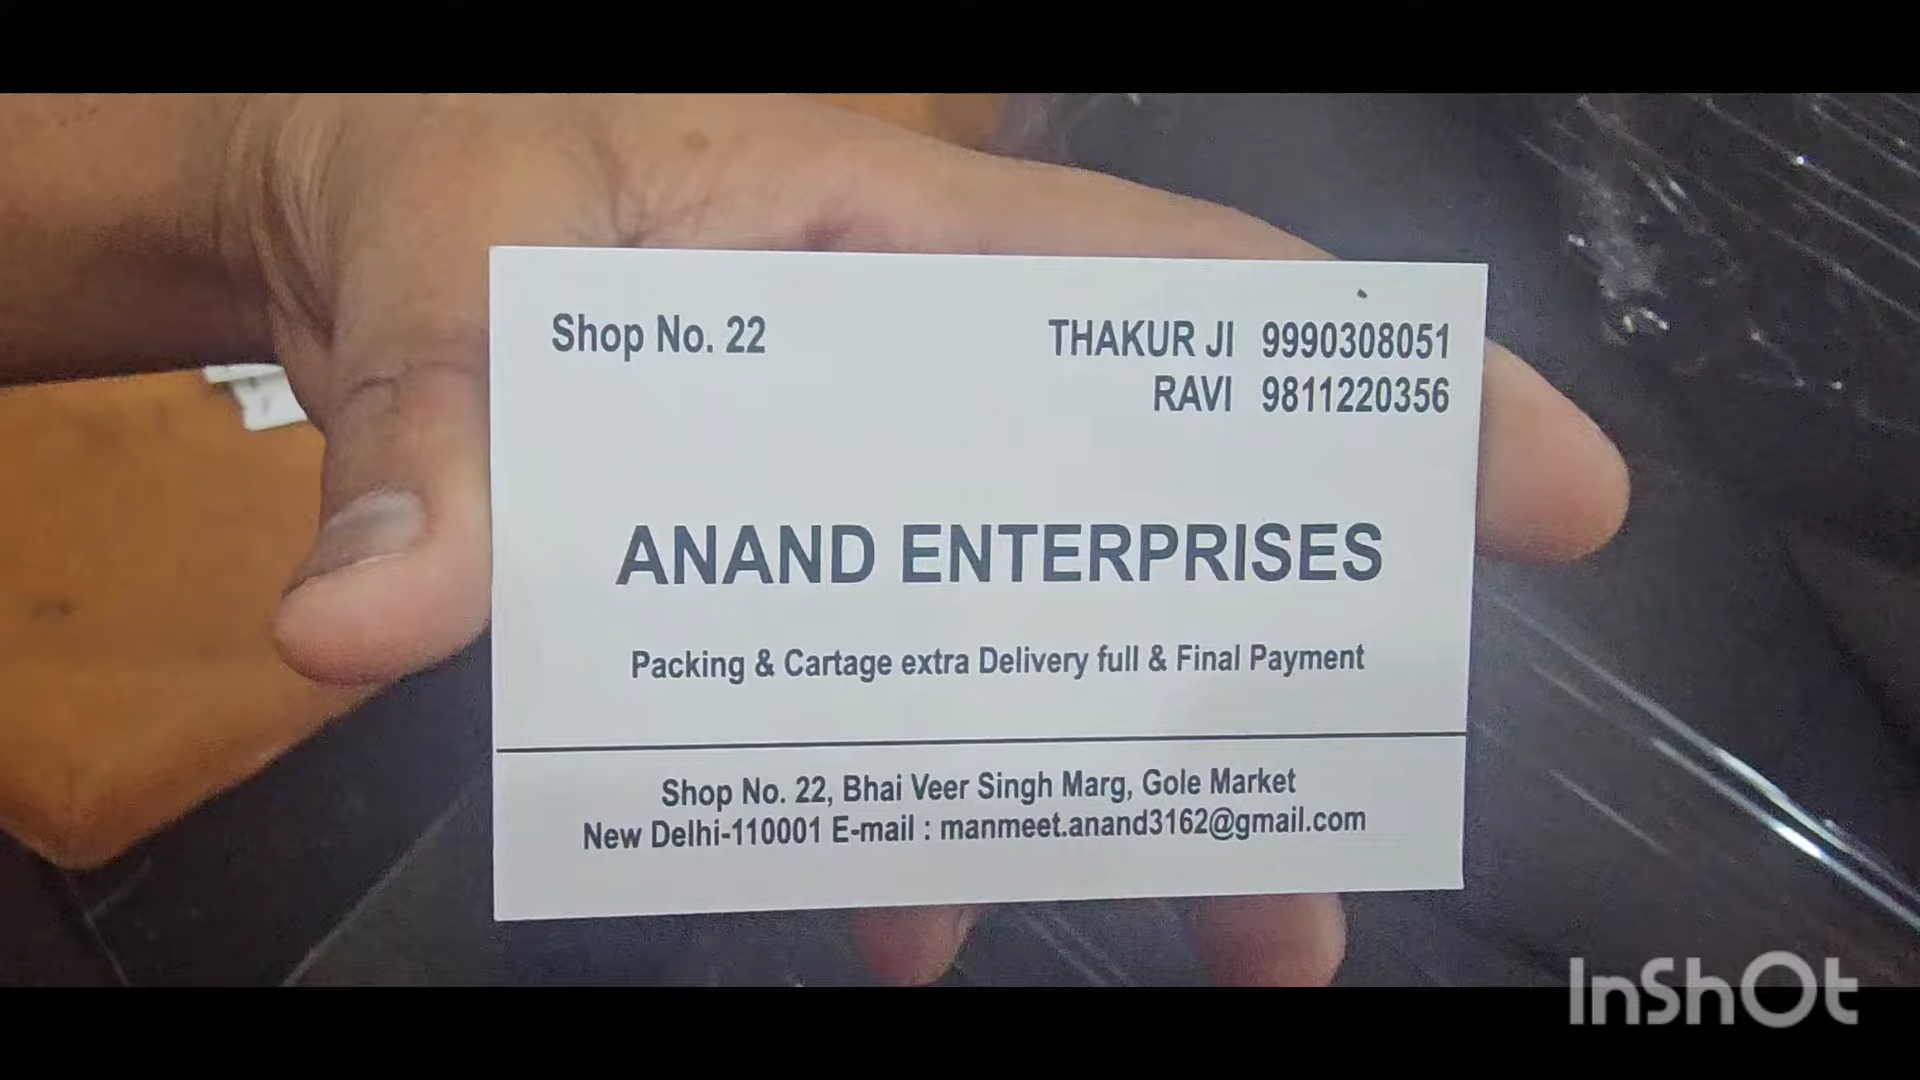 Shop No. 22
THAKUR JI 9990308051
RAVI 9811220356
ANAND ENTERPRISES
Packing & Cartage extra Delivery full & Final Payment
Shop No. 22, Bhai Veer Singh Marg, Gole Market
New Delhi-110001 E-mail : manmeet.anand3162@gmail.com
InShOt